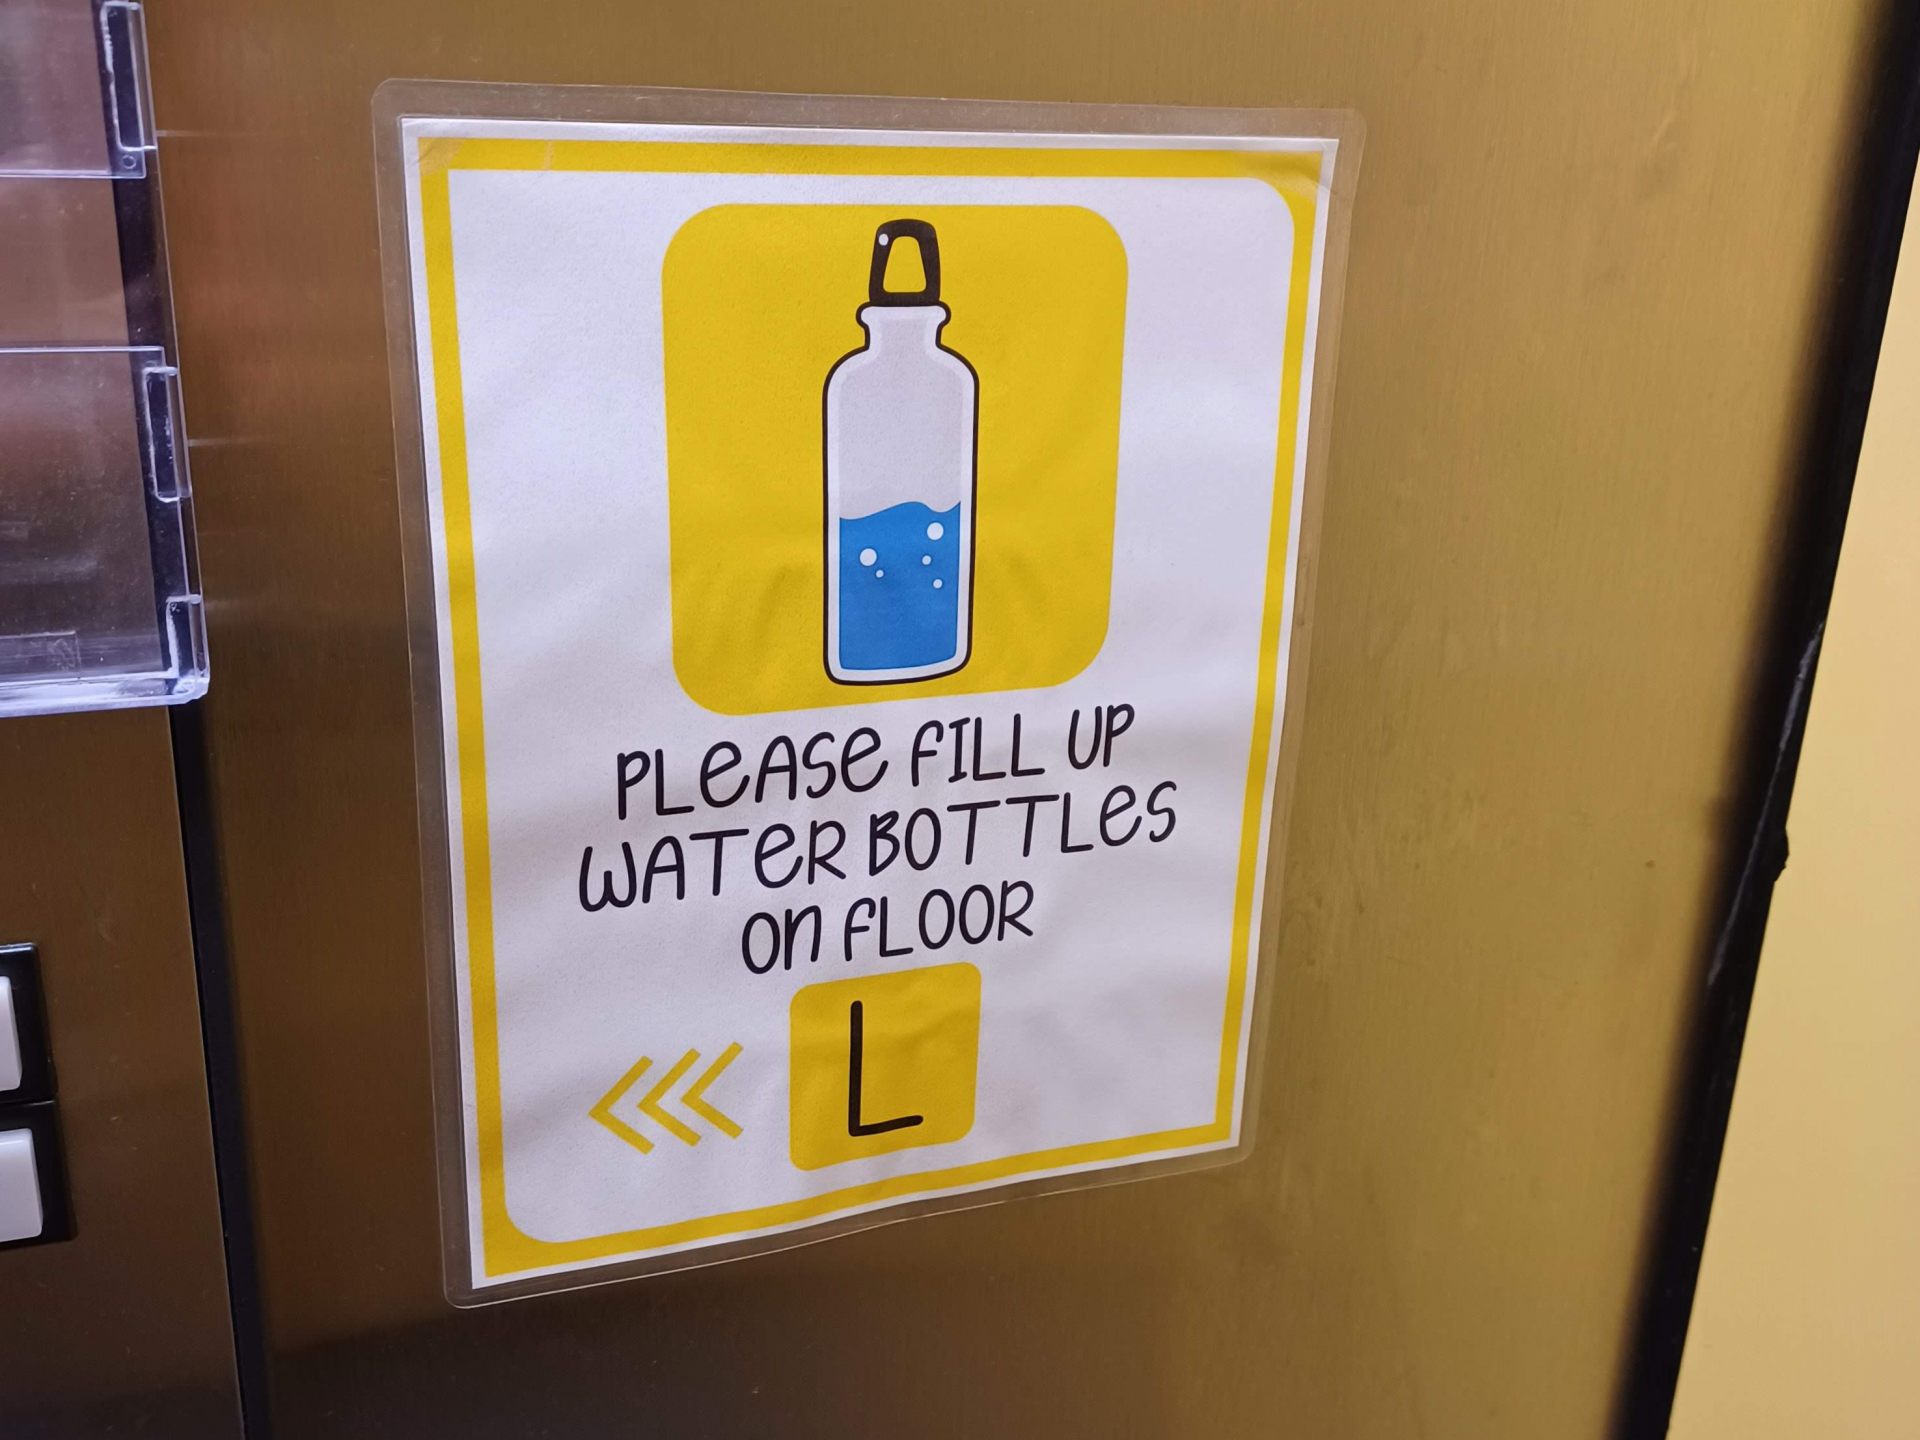 PLEASE FILL UP
WATER BOTTLES
ON FLOOR
L